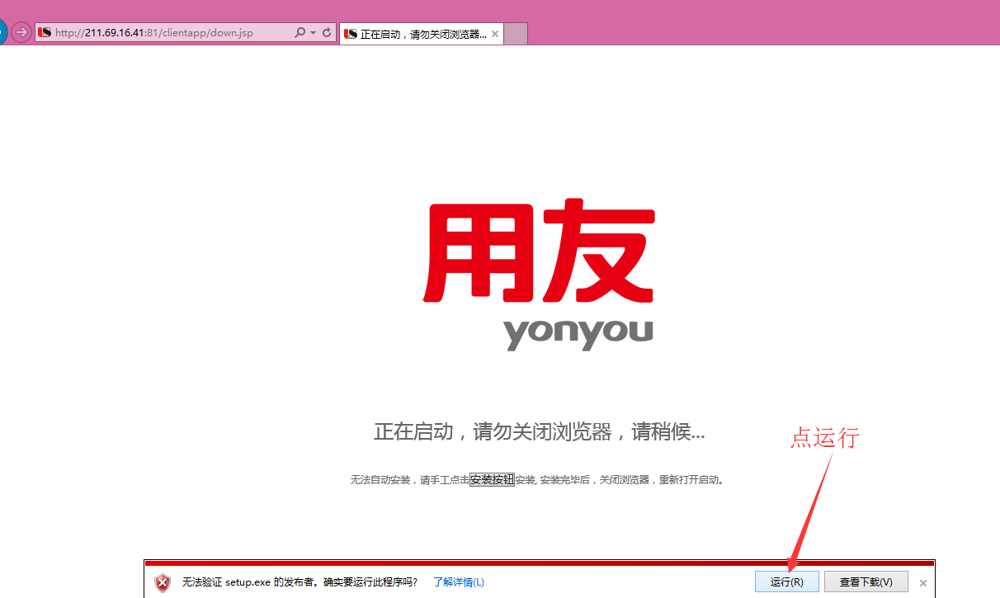 http://211.69.16.41:81/clientapp/down.jsp
正在启动，请勿关闭浏览器...
用友
yonyou
正在启动，请勿关闭浏览器，请稍候...
点运行
无法自动安装，请手工点击安装按钮安装, 安装完毕后，关闭浏览器，重新打开启动。
无法验证 setup.exe 的发布者。确实要运行此程序吗? 了解详情(L) 运行(R) 查看下载(V)